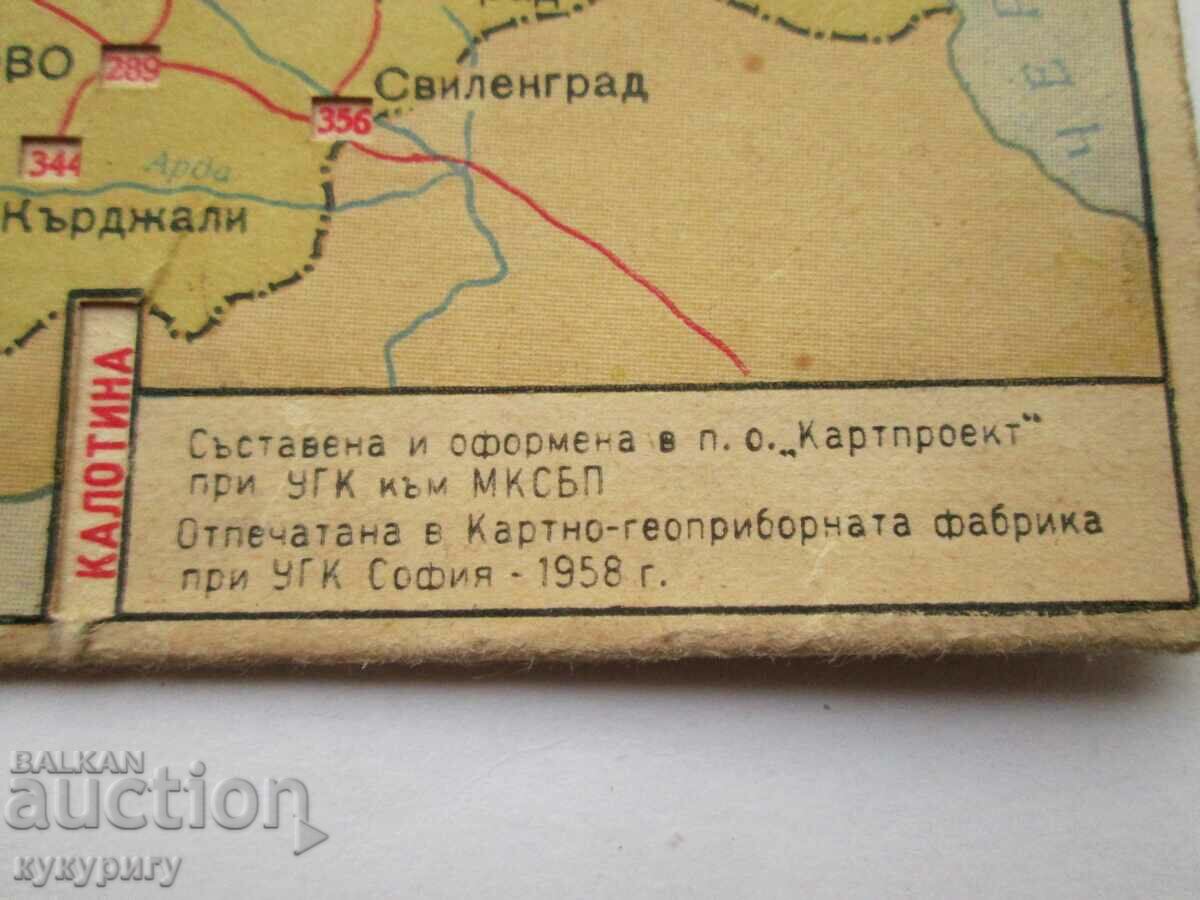 РЕН
ВО
289
Свиленград
356
344
Арда
Кърджали
КАЛОТИНА
Съставена и оформена в п. о. „Картпроект"
при УГК към МКСБП
Отпечатана в Картно-геоприборната фабрика
при УГК София - 1958 г.
BALKAN
auction
кукуригу